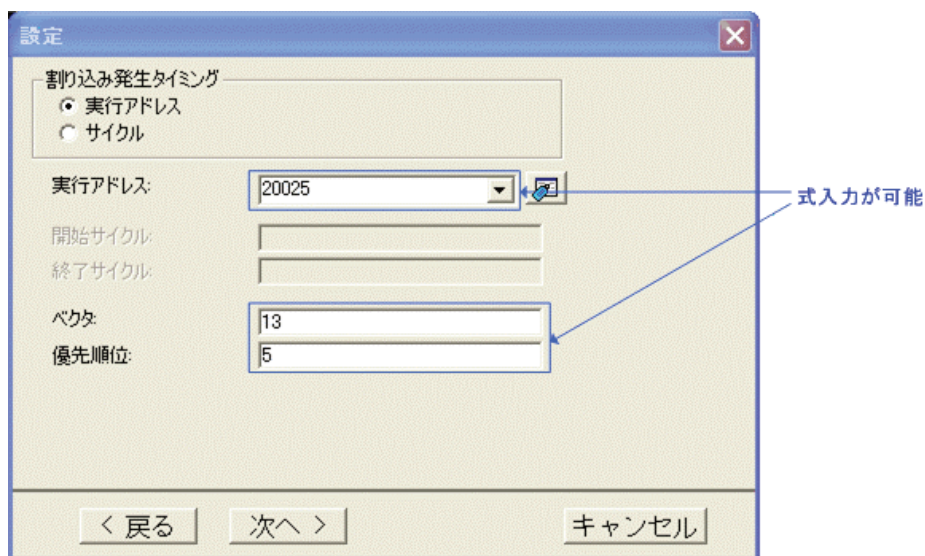 設定
割り込み発生タイミング
実行アドレス
サイクル
実行アドレス: 20025
式入力が可能
開始サイクル:
終了サイクル:
ベクタ: 13
優先順位: 5
< 戻る 次へ > キャンセル